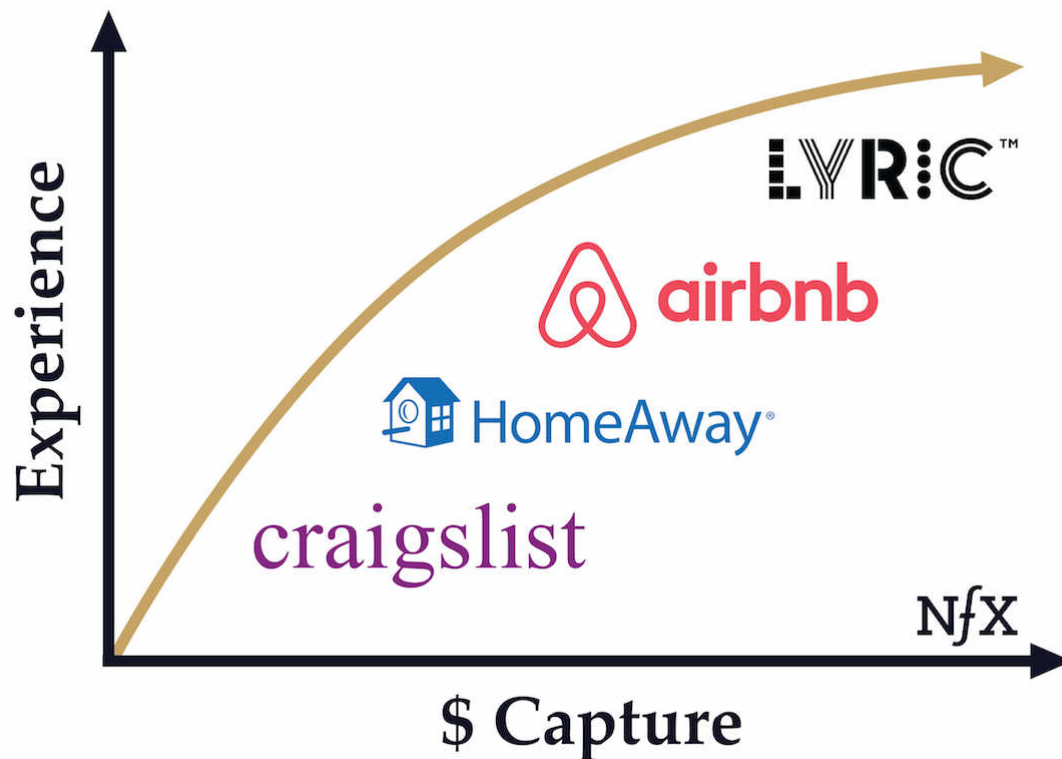 Experience
LYRIC™
airbnb
HomeAway®
craigslist
NfX
$ Capture